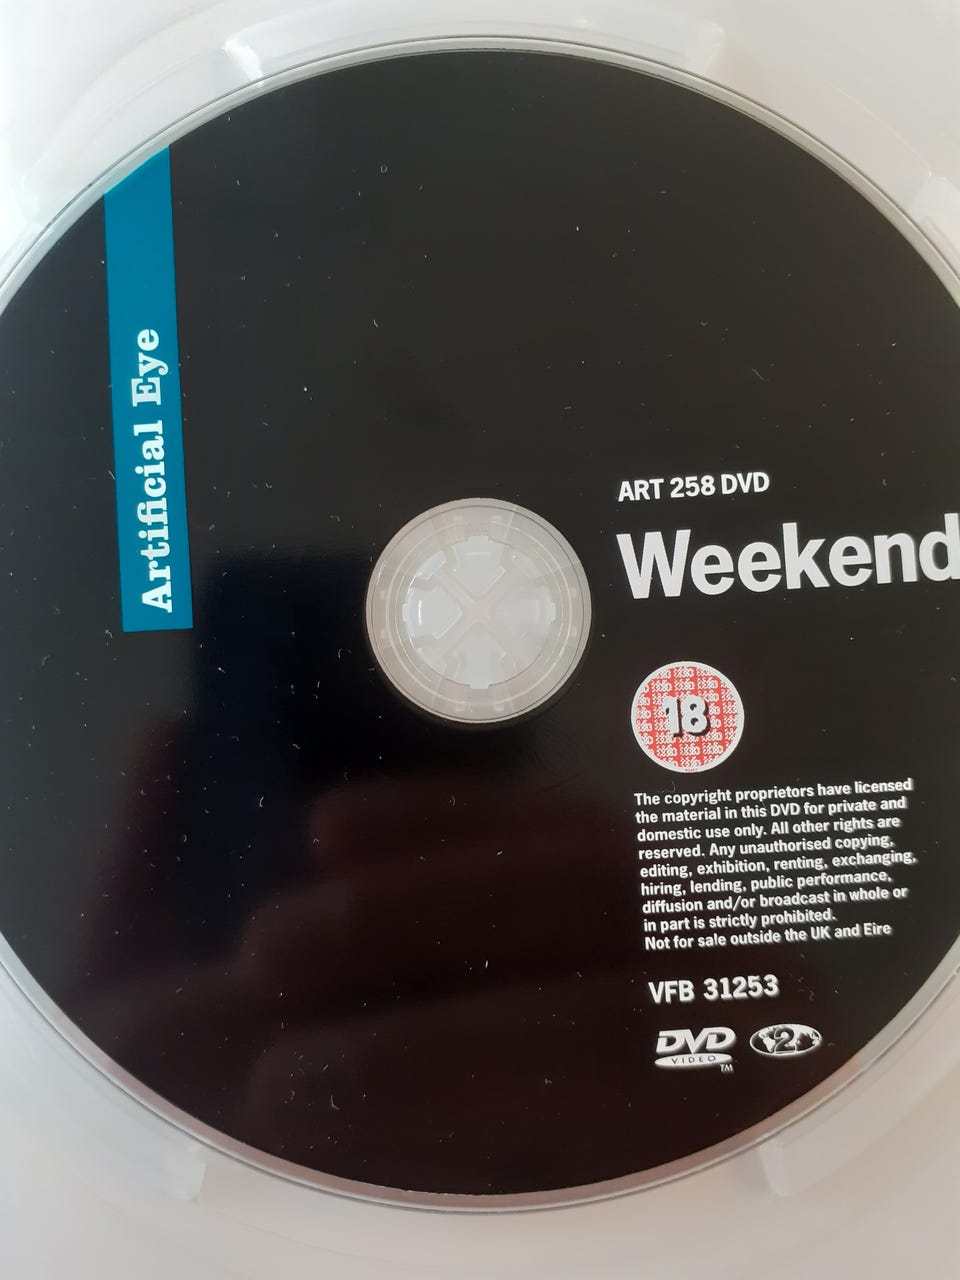 Artificial Eye
ART 258 DVD
Weekend
18
The copyright proprietors have licensed
the material in this DVD for private and
domestic use only. All other rights are
reserved. Any unauthorised copying,
editing, exhibition, renting, exchanging,
hiring, lending, public performance,
diffusion and/or broadcast in whole or
in part is strictly prohibited.
Not for sale outside the UK and Eire
VFB 31253
DVD
VIDEO
TM
2